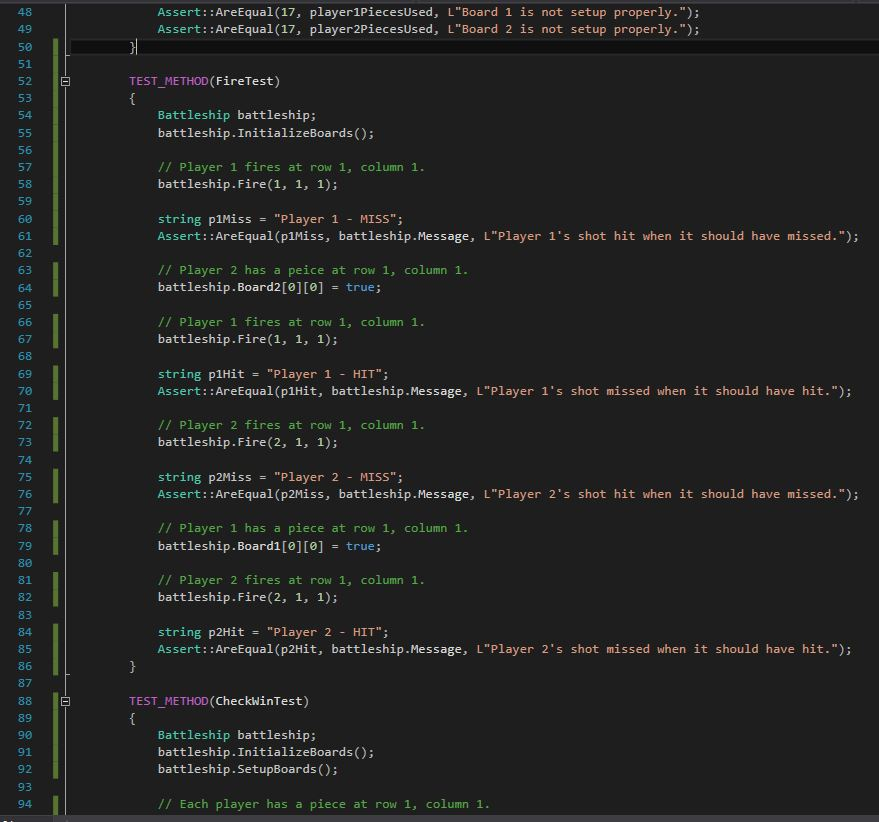 48 Assert::AreEqual(17, player1PiecesUsed, L"Board 1 is not setup properly.");
49 Assert::AreEqual(17, player2PiecesUsed, L"Board 2 is not setup properly.");
50 }
51
52 TEST_METHOD(FireTest)
53 {
54 Battleship battleship;
55 battleship.InitializeBoards();
56
57 // Player 1 fires at row 1, column 1.
58 battleship.Fire(1, 1, 1);
59
60 string p1Miss = "Player 1 - MISS";
61 Assert::AreEqual(p1Miss, battleship.Message, L"Player 1's shot hit when it should have missed.");
62
63 // Player 2 has a peice at row 1, column 1.
64 battleship.Board2[0][0] = true;
65
66 // Player 1 fires at row 1, column 1.
67 battleship.Fire(1, 1, 1);
68
69 string p1Hit = "Player 1 - HIT";
70 Assert::AreEqual(p1Hit, battleship.Message, L"Player 1's shot missed when it should have hit.");
71
72 // Player 2 fires at row 1, column 1.
73 battleship.Fire(2, 1, 1);
74
75 string p2Miss = "Player 2 - MISS";
76 Assert::AreEqual(p2Miss, battleship.Message, L"Player 2's shot hit when it should have missed.");
77
78 // Player 1 has a piece at row 1, column 1.
79 battleship.Board1[0][0] = true;
80
81 // Player 2 fires at row 1, column 1.
82 battleship.Fire(2, 1, 1);
83
84 string p2Hit = "Player 2 - HIT";
85 Assert::AreEqual(p2Hit, battleship.Message, L"Player 2's shot missed when it should have hit.");
86 }
87
88 TEST_METHOD(CheckWinTest)
89 {
90 Battleship battleship;
91 battleship.InitializeBoards();
92 battleship.SetupBoards();
93
94 // Each player has a piece at row 1, column 1.